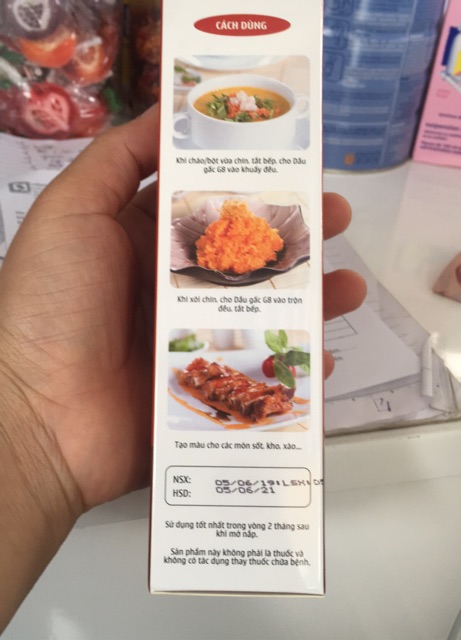 CÁCH DÙNG
Khi cháo/bột vừa chín, tắt bếp, cho Dầu
gấc G8 vào khuấy đều.
Khi xôi chín, cho Dầu gấc G8 vào trộn
đều, tắt bếp.
Tạo màu cho các món sốt, kho, xào...
NSX: 05/06/19:LSX:05
HSD: 05/06/21
Sử dụng tốt nhất trong vòng 2 tháng sau
khi mở nắp.
Sản phẩm này không phải là thuốc và
không có tác dụng thay thuốc chữa bệnh.